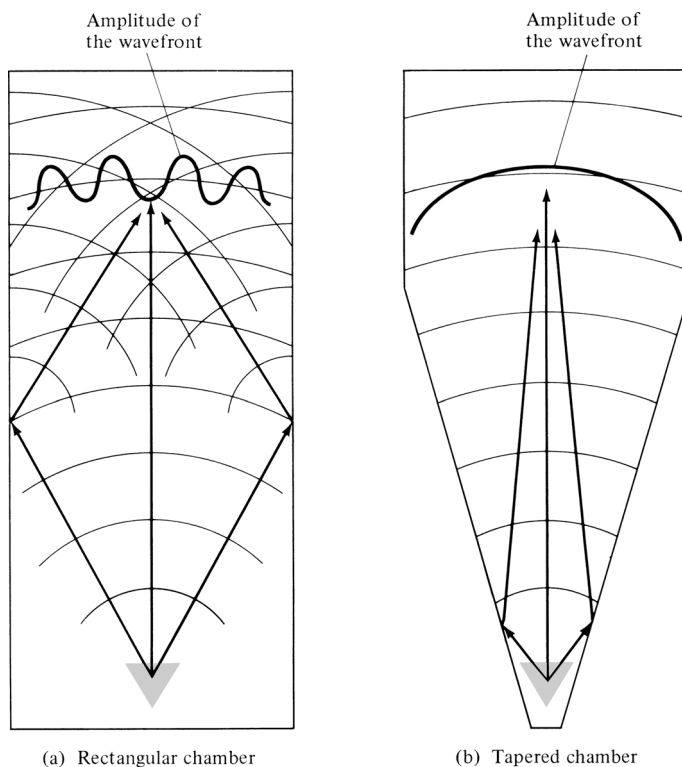 Amplitude of
the wavefront
Amplitude of
the wavefront
(a) Rectangular chamber
(b) Tapered chamber